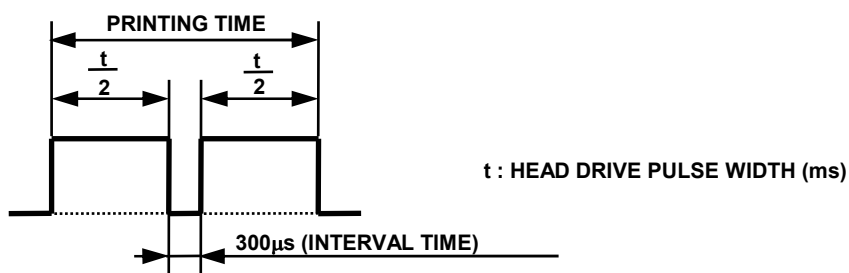 PRINTING TIME
t
2
t
2
t : HEAD DRIVE PULSE WIDTH (ms)
300µs (INTERVAL TIME)